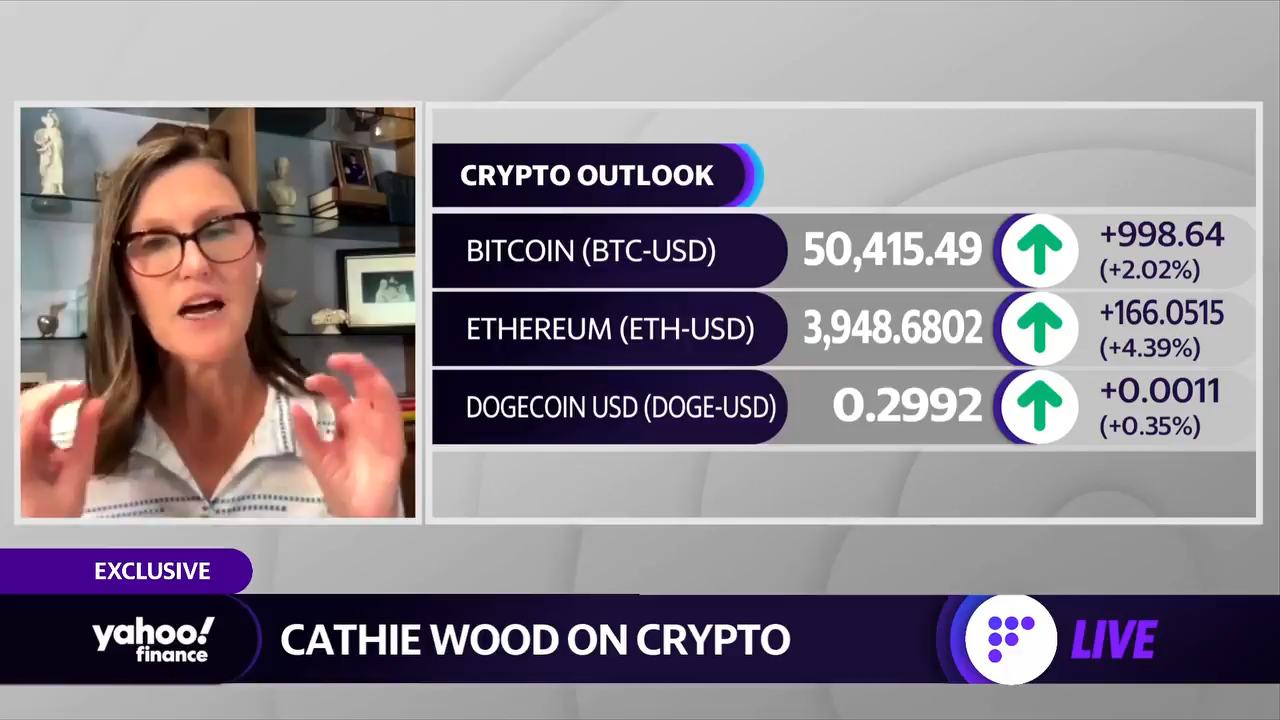 CRYPTO OUTLOOK
BITCOIN (BTC-USD) 50,415.49 +998.64
(+2.02%)
ETHEREUM (ETH-USD) 3,948.6802 +166.0515
(+4.39%)
DOGECOIN USD (DOGE-USD) 0.2992 +0.0011
(+0.35%)
EXCLUSIVE
yahoo!
finance
CATHIE WOOD ON CRYPTO
LIVE